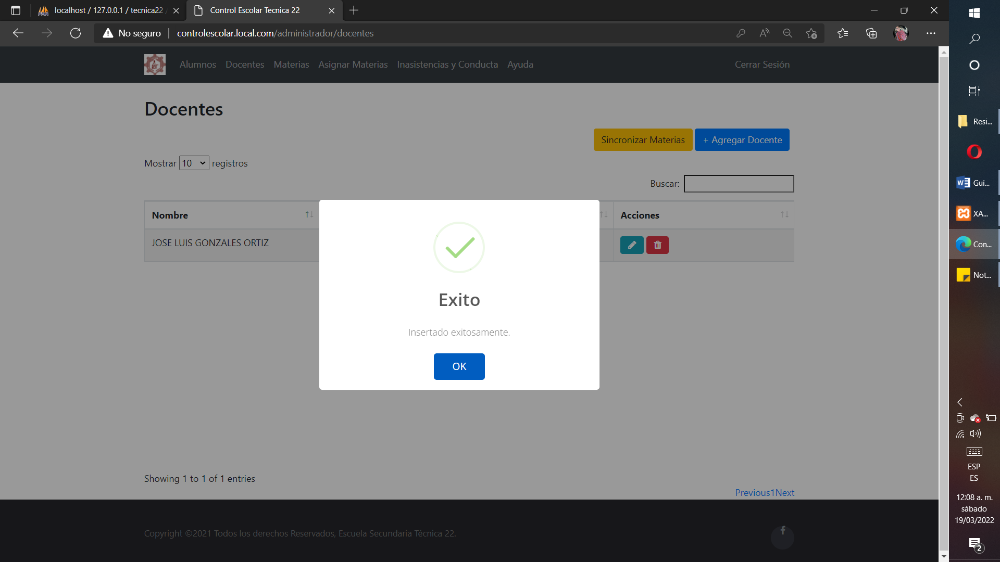 localhost / 127.0.0.1 / tecnica22
Control Escolar Tecnica 22
No seguro
controlescolar.local.com/administrador/docentes
Alumnos Docentes Materias Asignar Materias Inasistencias y Conducta Ayuda Cerrar Sesión
Docentes
Sincronizar Materias + Agregar Docente
Mostrar 10 registros
Buscar:
Nombre Acciones
JOSE LUIS GONZALES ORTIZ
Exito
Insertado exitosamente.
OK
Showing 1 to 1 of 1 entries
Previous1Next
Copyright ©2021 Todos los derechos Reservados, Escuela Secundaria Técnica 22.
Resi...
Gui...
XA...
Con...
Not...
ESP
ES
12:08 a. m.
sábado
19/03/2022
2